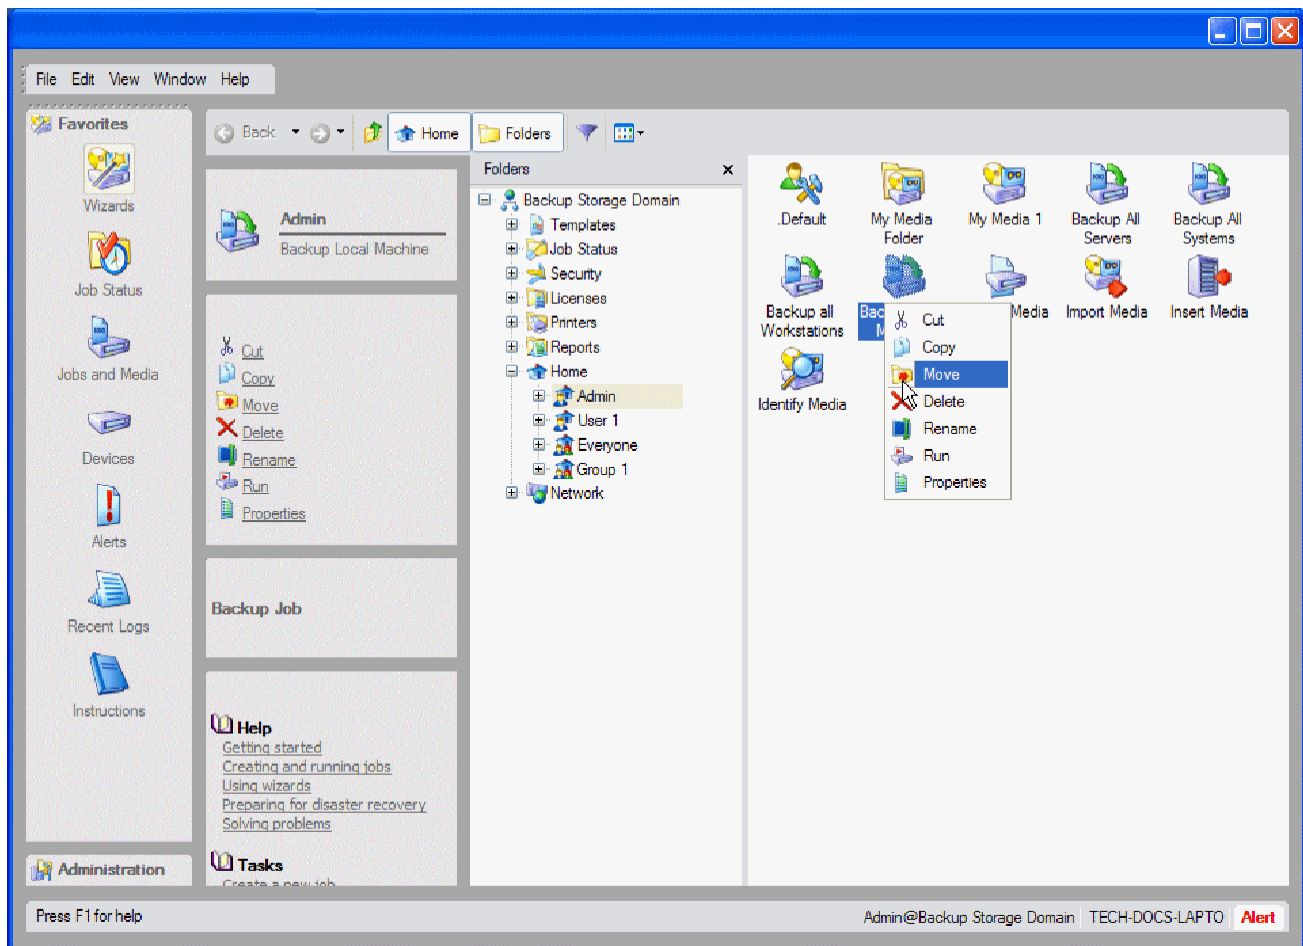 File Edit View Window Help
Favorites
Wizards
Job Status
Jobs and Media
Devices
Alerts
Recent Logs
Instructions
Administration
Back Home Folders
Admin
Backup Local Machine
Cut
Copy
Move
Delete
Rename
Run
Properties
Backup Job
Help
Getting started
Creating and running jobs
Using wizards
Preparing for disaster recovery
Solving problems
Tasks
Create a new job
Folders
Backup Storage Domain
Templates
Job Status
Security
Licenses
Printers
Reports
Home
Admin
User 1
Everyone
Group 1
Network
.Default
My Media
Folder
My Media 1
Backup All
Servers
Backup All
Systems
Backup all
Workstations
Media
Import Media
Insert Media
Identify Media
Cut
Copy
Move
Delete
Rename
Run
Properties
Press F1 for help
Admin@Backup Storage Domain TECH-DOCS-LAPTO Alert